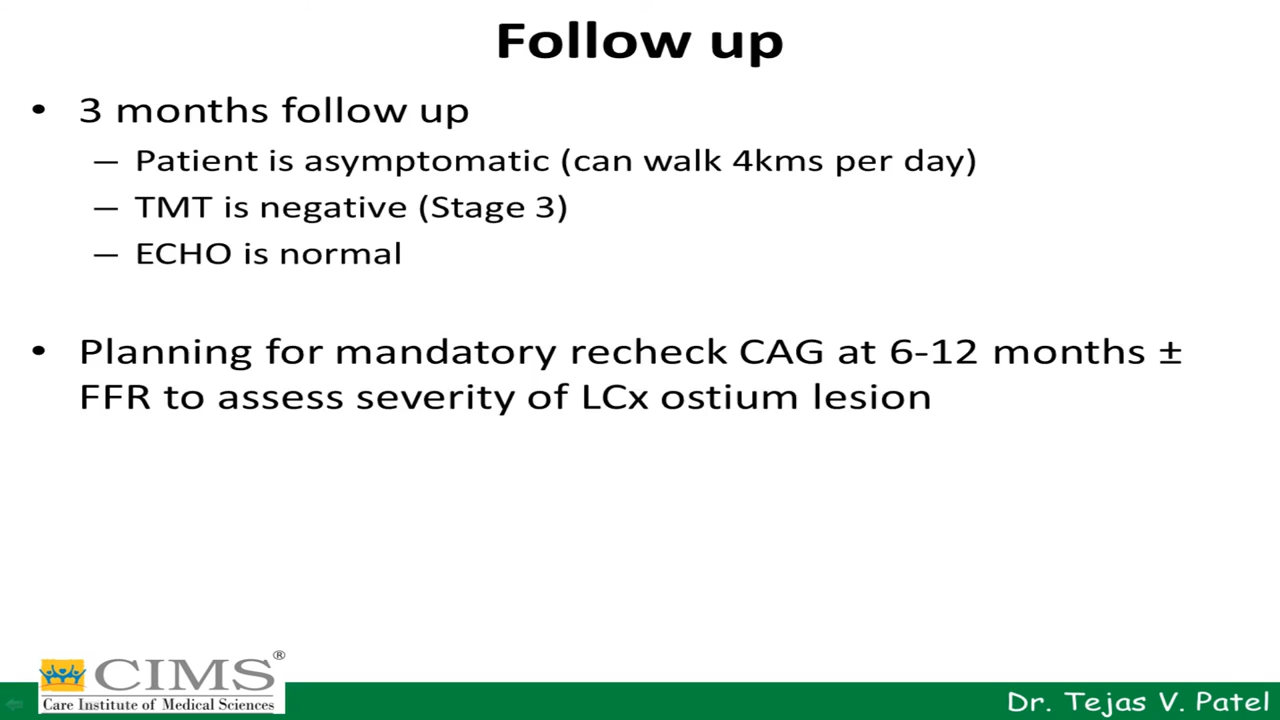 Follow up
• 3 months follow up
– Patient is asymptomatic (can walk 4kms per day)
– TMT is negative (Stage 3)
– ECHO is normal
• Planning for mandatory recheck CAG at 6-12 months ±
FFR to assess severity of LCx ostium lesion
CIMS®
Care Institute of Medical Sciences
Dr. Tejas V. Patel